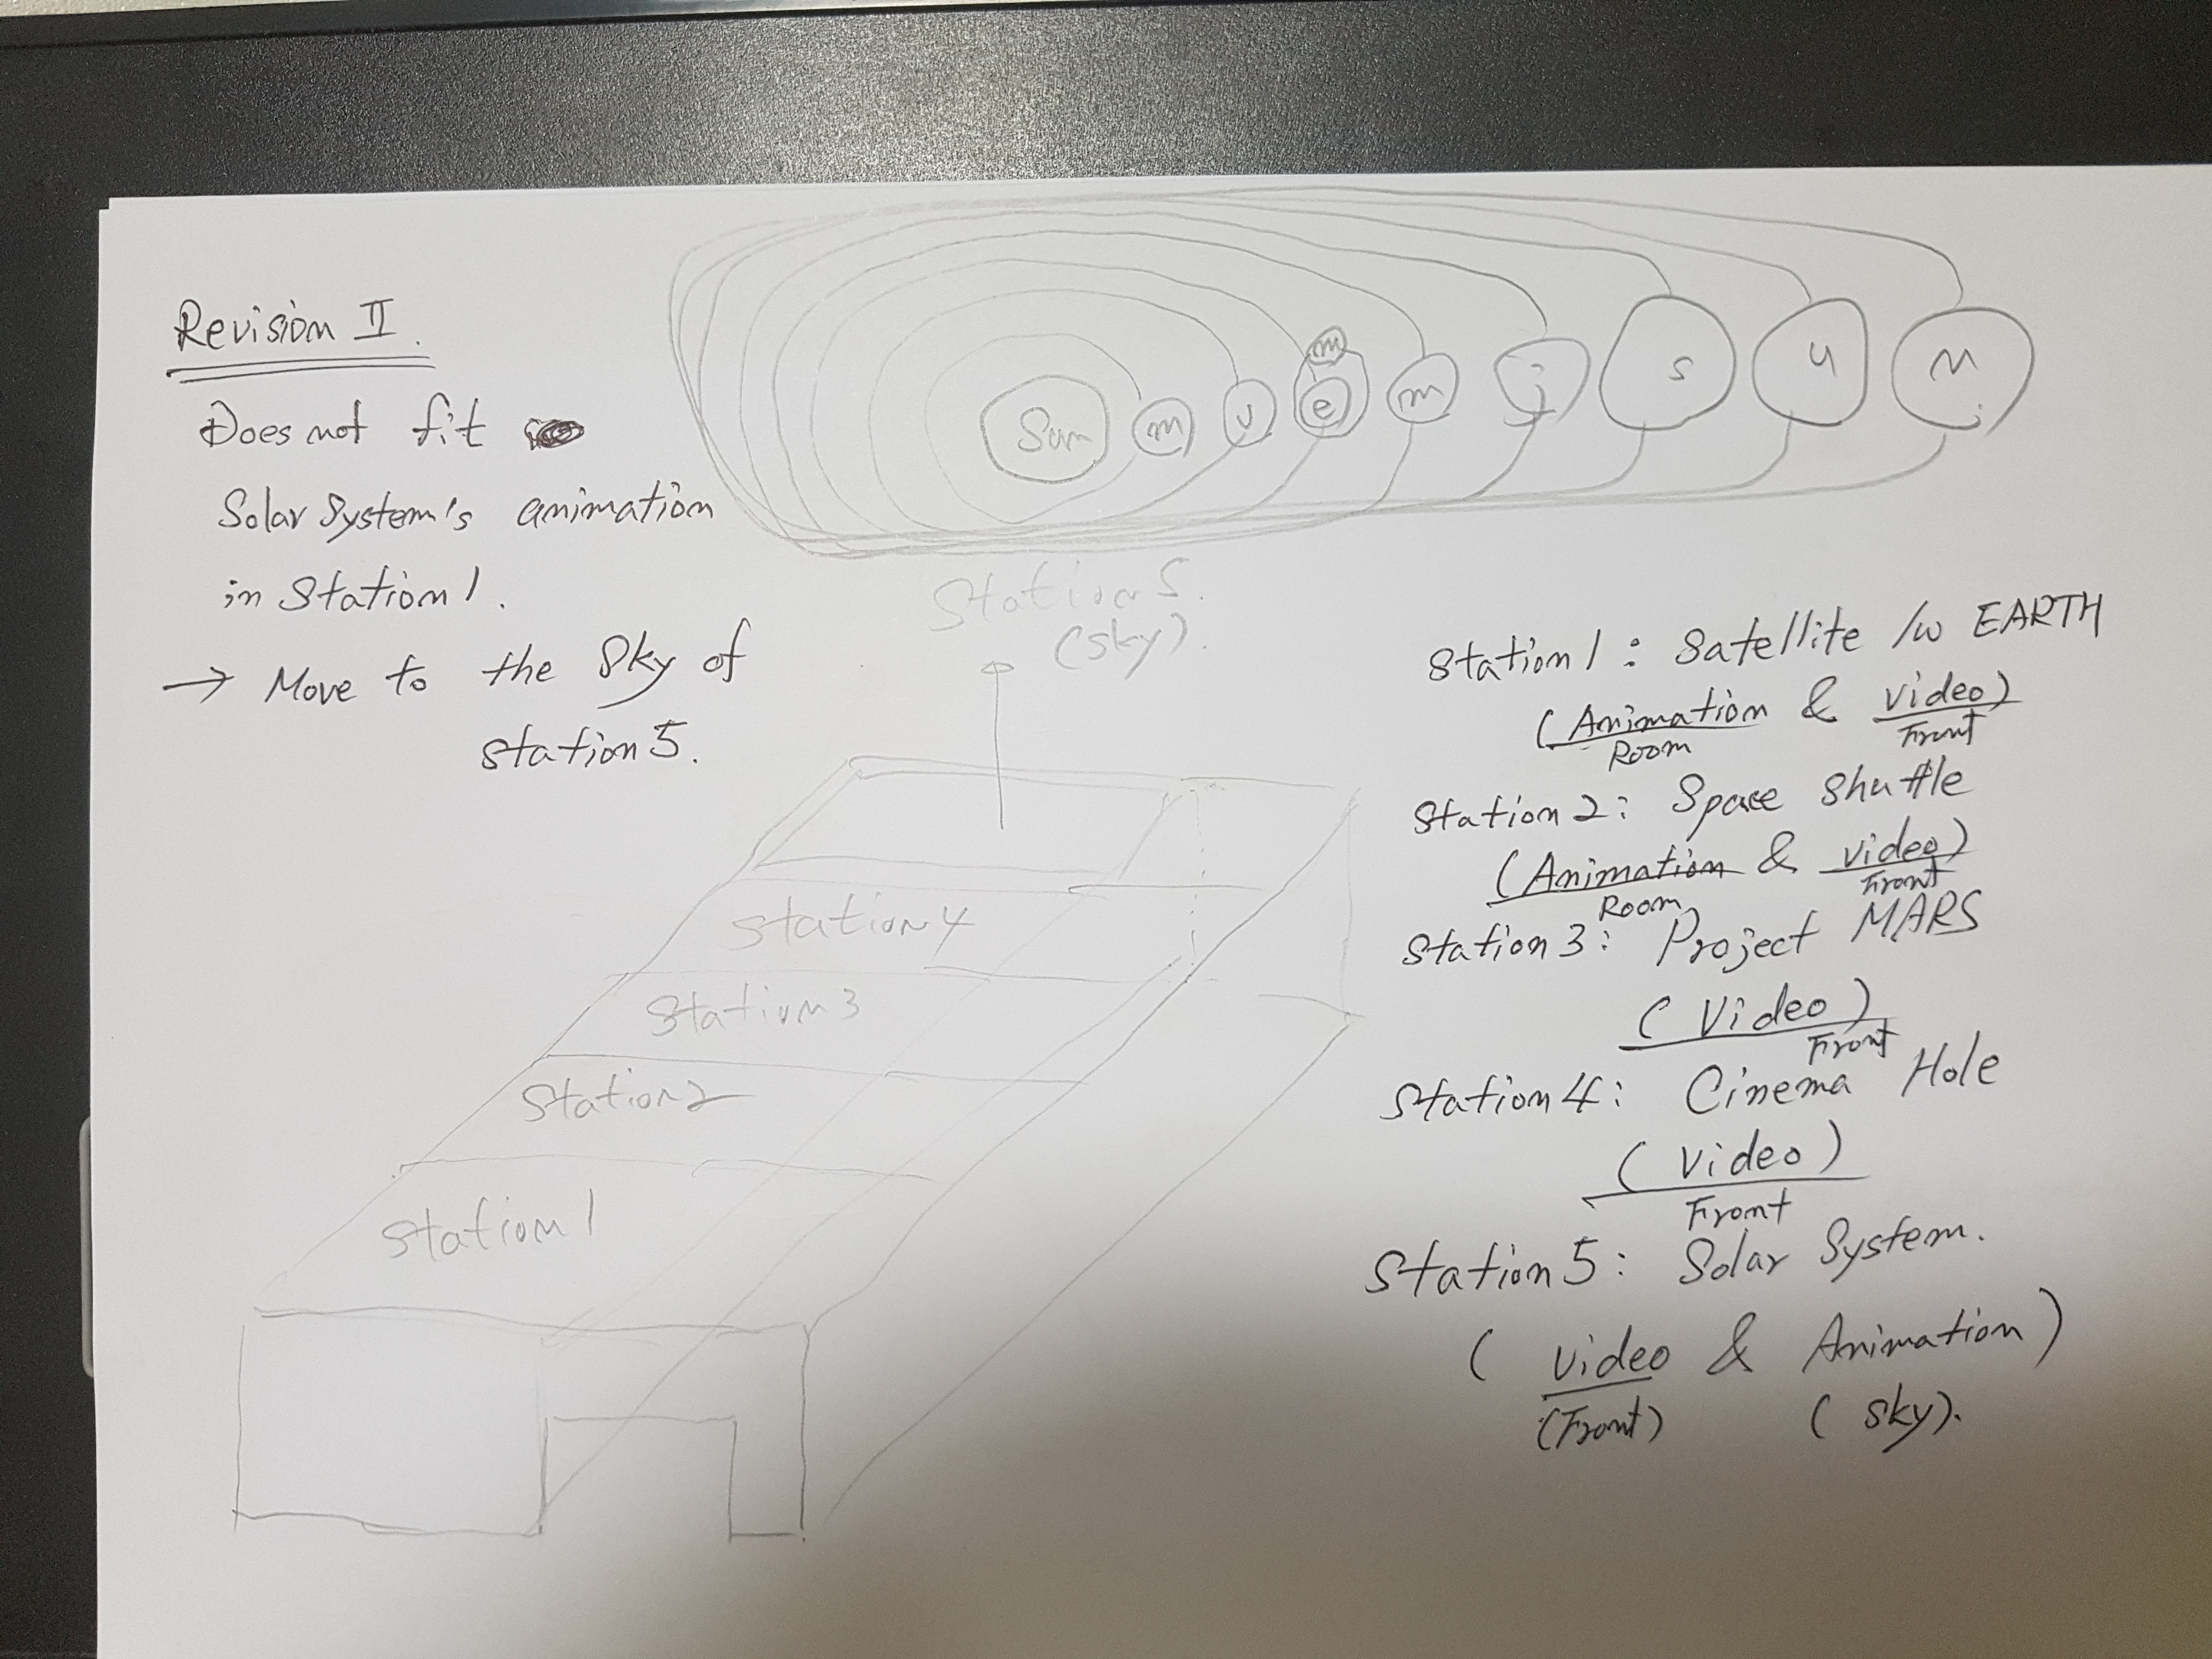 Revision II.
Does not fit
Solar System's animation
in Station 1.
→ Move to the Sky of
Station 5.
Sun
m
v
e
m
m
j
s
u
n
Station 5.
(Sky).
Station 4
Station 3
Station 2
Station 1
Station 1 : Satellite /w EARTH
(Animation & Video)
Room Front
Station 2 : Space Shuttle
(Animation & Video)
Room Front
Station 3 : Project MARS
(Video)
Front
Station 4 : Cinema Hole
(Video)
Front
Station 5 : Solar System.
( Video & Animation )
(Front) ( Sky).